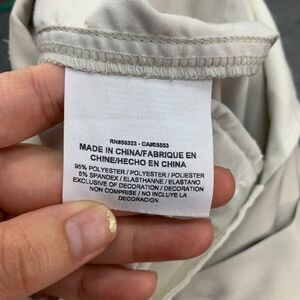 RN#56323 - CA#05553
MADE IN CHINA/FABRIQUE EN
CHINE/HECHO EN CHINA
95% POLYESTER / POLYESTER / POLIESTER
5% SPANDEX / ELASTHANNE / ELASTANO
EXCLUSIVE OF DECORATION / DECORATION
NON COMPRISE / NO INCLUYE LA
DECORACION